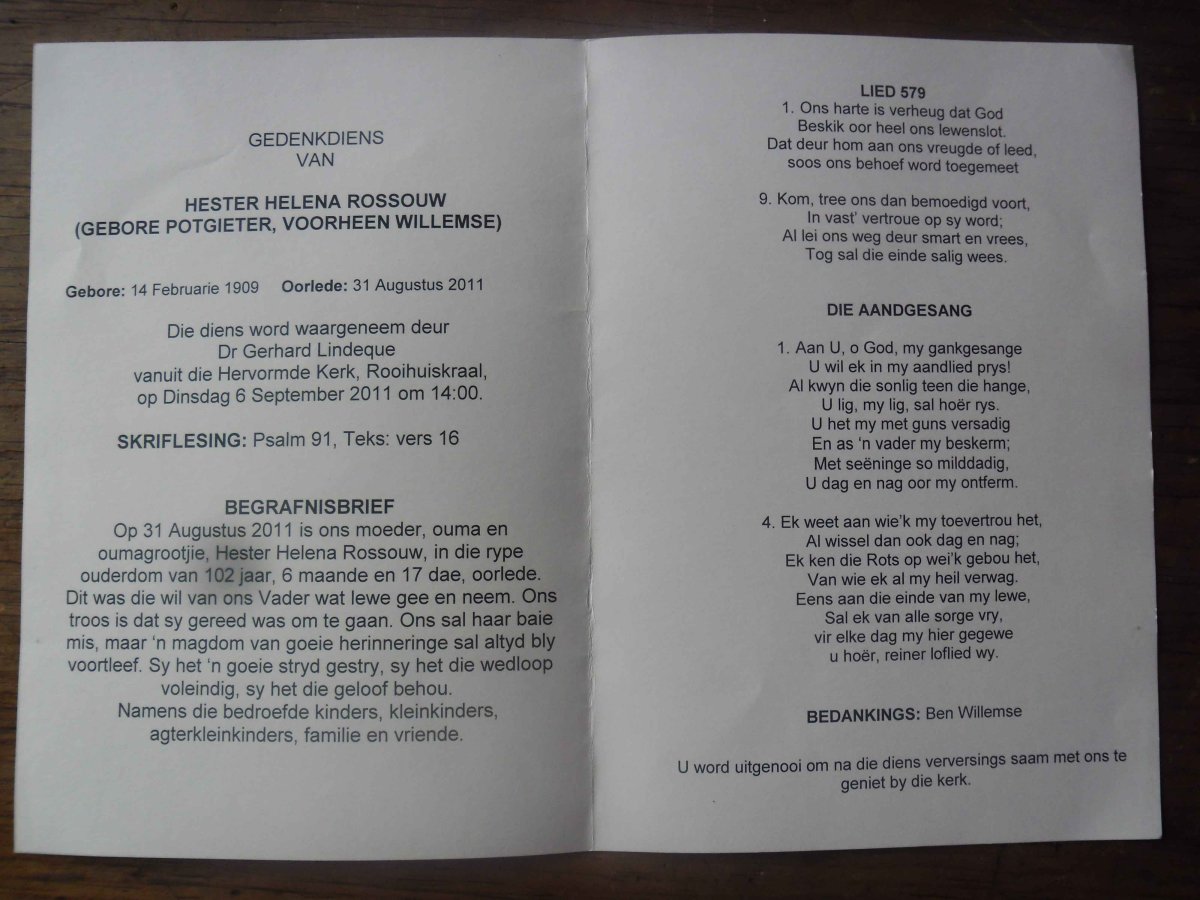 GEDENKDIENS
VAN
HESTER HELENA ROSSOUW
(GEBORE POTGIETER, VOORHEEN WILLEMSE)
Gebore: 14 Februarie 1909 Oorlede: 31 Augustus 2011
Die diens word waargeneem deur
Dr Gerhard Lindeque
vanuit die Hervormde Kerk, Rooihuiskraal,
op Dinsdag 6 September 2011 om 14:00.
SKRIFLESING: Psalm 91, Teks: vers 16
BEGRAFNISBRIEF
Op 31 Augustus 2011 is ons moeder, ouma en
oumagrootjie, Hester Helena Rossouw, in die rype
ouderdom van 102 jaar, 6 maande en 17 dae, oorlede.
Dit was die wil van ons Vader wat lewe gee en neem. Ons
troos is dat sy gereed was om te gaan. Ons sal haar baie
mis, maar ‘n magdom van goeie herinneringe sal altyd bly
voortleef. Sy het ‘n goeie stryd gestry, sy het die wedloop
voleindig, sy het die geloof behou.
Namens die bedroefde kinders, kleinkinders,
agterkleinkinders, familie en vriende.
LIED 579
1. Ons harte is verheug dat God
Beskik oor heel ons lewenslot.
Dat deur hom aan ons vreugde of leed,
soos ons behoef word toegemeet
9. Kom, tree ons dan bemoedigd voort,
In vast’ vertroue op sy word;
Al lei ons weg deur smart en vrees,
Tog sal die einde salig wees.
DIE AANDGESANG
1. Aan U, o God, my gankgesange
U wil ek in my aandlied prys!
Al kwyn die sonlig teen die hange,
U lig, my lig, sal hoër rys.
U het my met guns versadig
En as ‘n vader my beskerm;
Met seëninge so milddadig,
U dag en nag oor my ontferm.
4. Ek weet aan wie’k my toevertrou het,
Al wissel dan ook dag en nag;
Ek ken die Rots op wei’k gebou het,
Van wie ek al my heil verwag.
Eens aan die einde van my lewe,
Sal ek van alle sorge vry,
vir elke dag my hier gegewe
u hoër, reiner loflied wy.
BEDANKINGS: Ben Willemse
U word uitgenooi om na die diens verversings saam met ons te
geniet by die kerk.